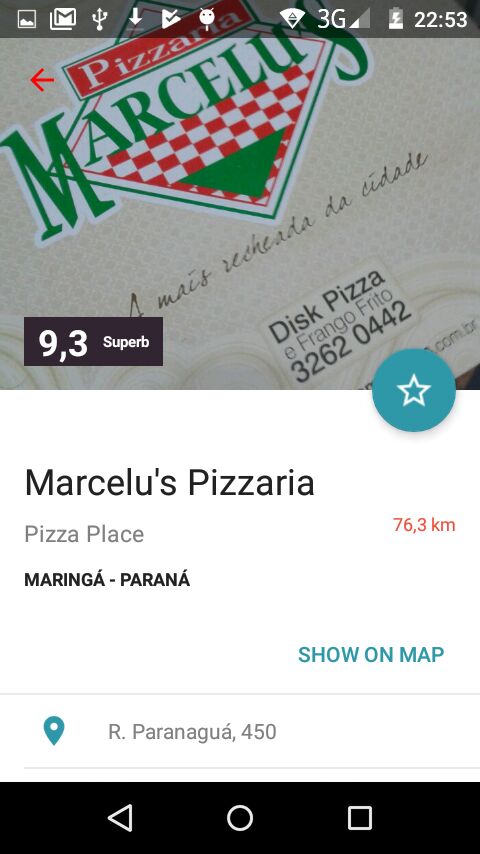 3G 22:53
Pizzaria
MARCELU'S
A mais recheada da cidade
Disk Pizza
e Frango Frito
3262 0442
.com.br
9,3 Superb
Marcelu's Pizzaria
Pizza Place
76,3 km
MARINGÁ - PARANÁ
SHOW ON MAP
R. Paranaguá, 450